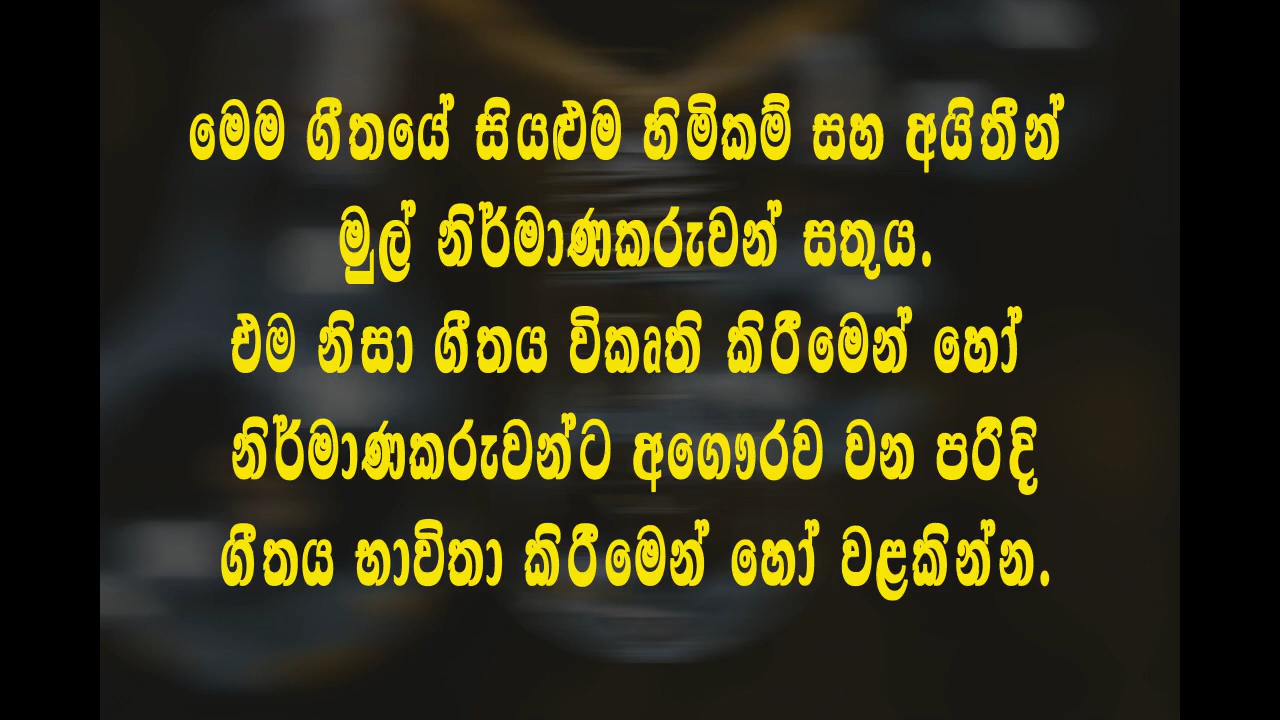 මෙම ගීතයේ සියළුම හිමිකම් සහ අයිතීන්
මුල් නිර්මාණකරුවන් සතුය.
එම නිසා ගීතය විකෘති කිරීමෙන් හෝ
නිර්මාණකරුවන්ට අගෞරව වන පරිදි
ගීතය භාවිතා කිරීමෙන් හෝ වළකින්න.